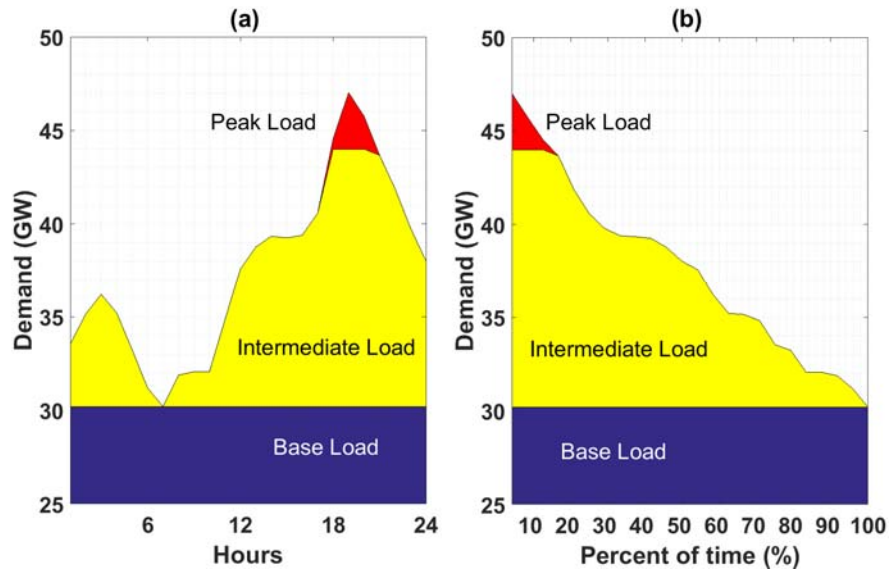 (a)
50
45
40
35
30
25
Demand (GW)
Peak Load
Intermediate Load
Base Load
6 12 18 24
Hours
(b)
50
45
40
35
30
25
Demand (GW)
Peak Load
Intermediate Load
Base Load
10 20 30 40 50 60 70 80 90 100
Percent of time (%)